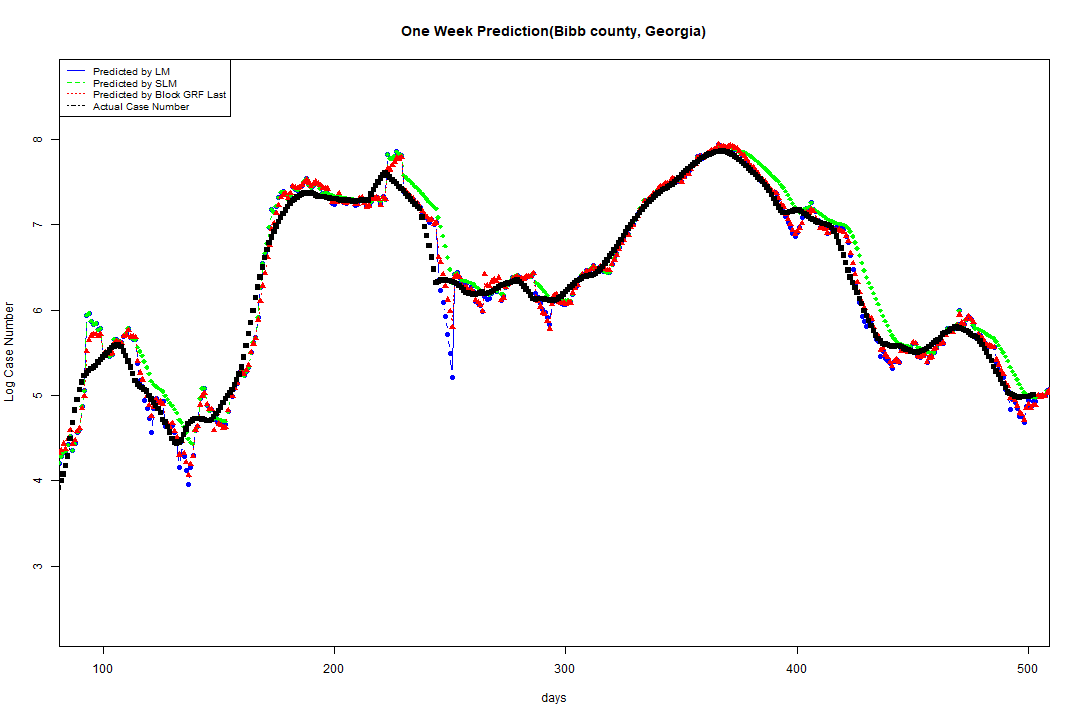 One Week Prediction(Bibb county, Georgia)
Predicted by LM
Predicted by SLM
Predicted by Block GRF Last
Actual Case Number
8
7
6
5
4
3
Log Case Number
100 200 300 400 500
days